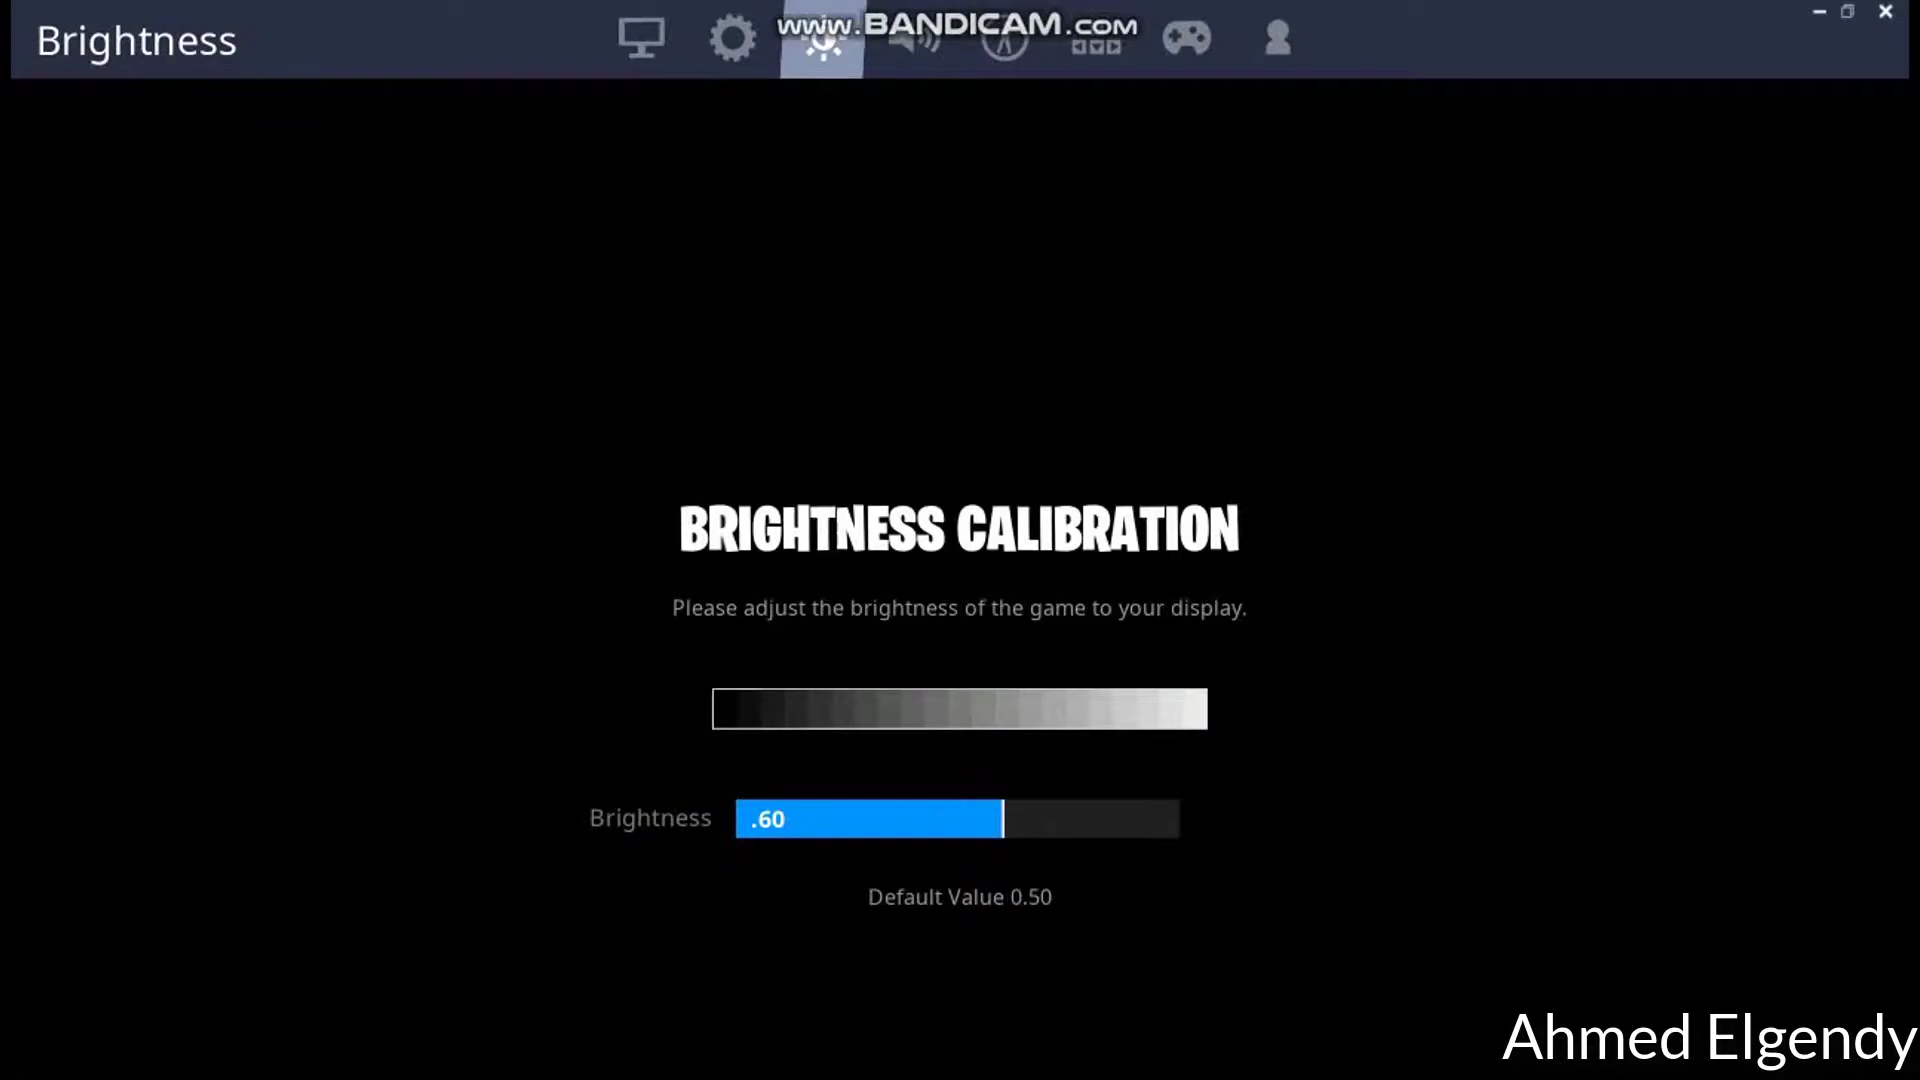 www.BANDICAM.com
Brightness
BRIGHTNESS CALIBRATION
Please adjust the brightness of the game to your display.
Brightness .60
Default Value 0.50
Ahmed Elgendy